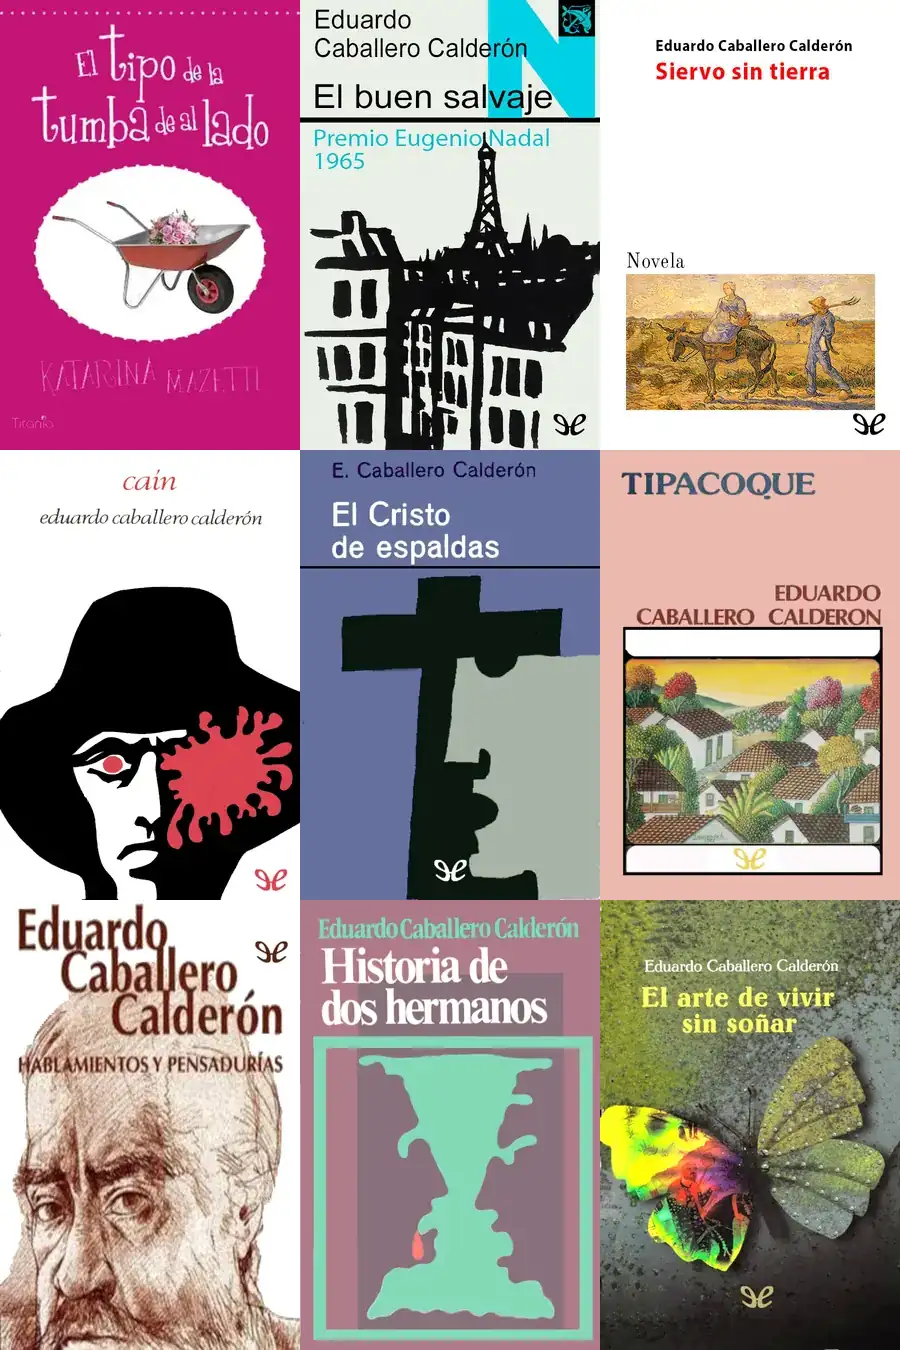 El tipo de la
tumba de al lado
KATARINA MAZETTI
Titania
Eduardo
Caballero Calderón
El buen salvaje
Premio Eugenio Nadal
1965
Eduardo Caballero Calderón
Siervo sin tierra
Novela
caín
eduardo caballero calderón
E. Caballero Calderón
El Cristo
de espaldas
TIPACOQUE
EDUARDO
CABALLERO CALDERON
Eduardo
Caballero
Calderón
HABLAMIENTOS Y PENSADURÍAS
Eduardo Caballero Calderón
Historia de
dos hermanos
Eduardo Caballero Calderón
El arte de vivir
sin soñar